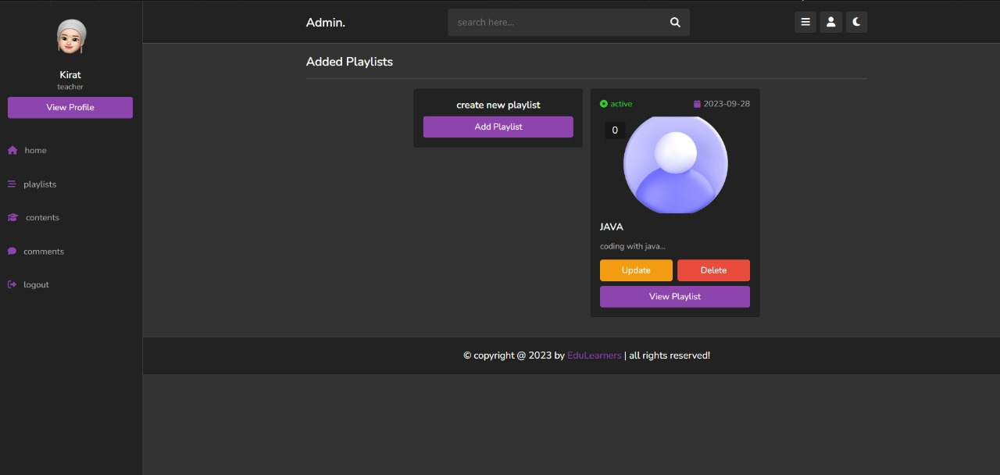 Kirat
teacher
View Profile
home
playlists
contents
comments
logout
Admin.
search here...
Added Playlists
create new playlist
Add Playlist
active
2023-09-28
0
JAVA
coding with java...
Update
Delete
View Playlist
© copyright @ 2023 by EduLearners | all rights reserved!